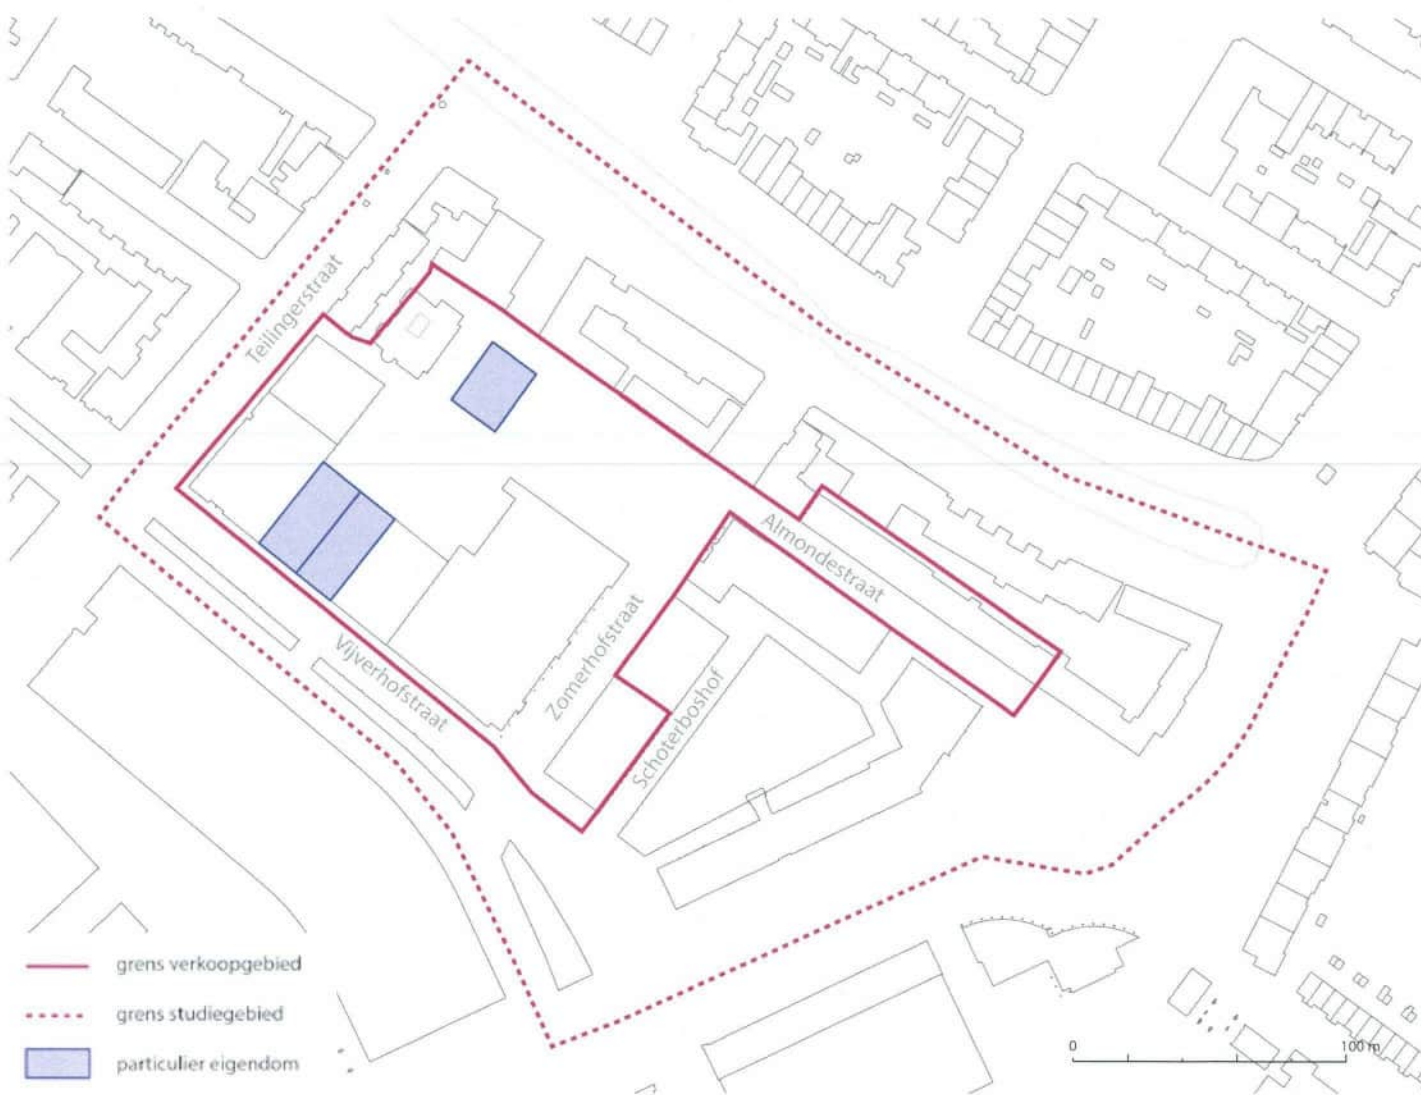 Teilingerstraat
Almondestraat
Zomerhofstraat
Vijverhofstraat
Schoterboshof
grens verkoopgebied
grens studiegebied
particulier eigendom
0 100 m